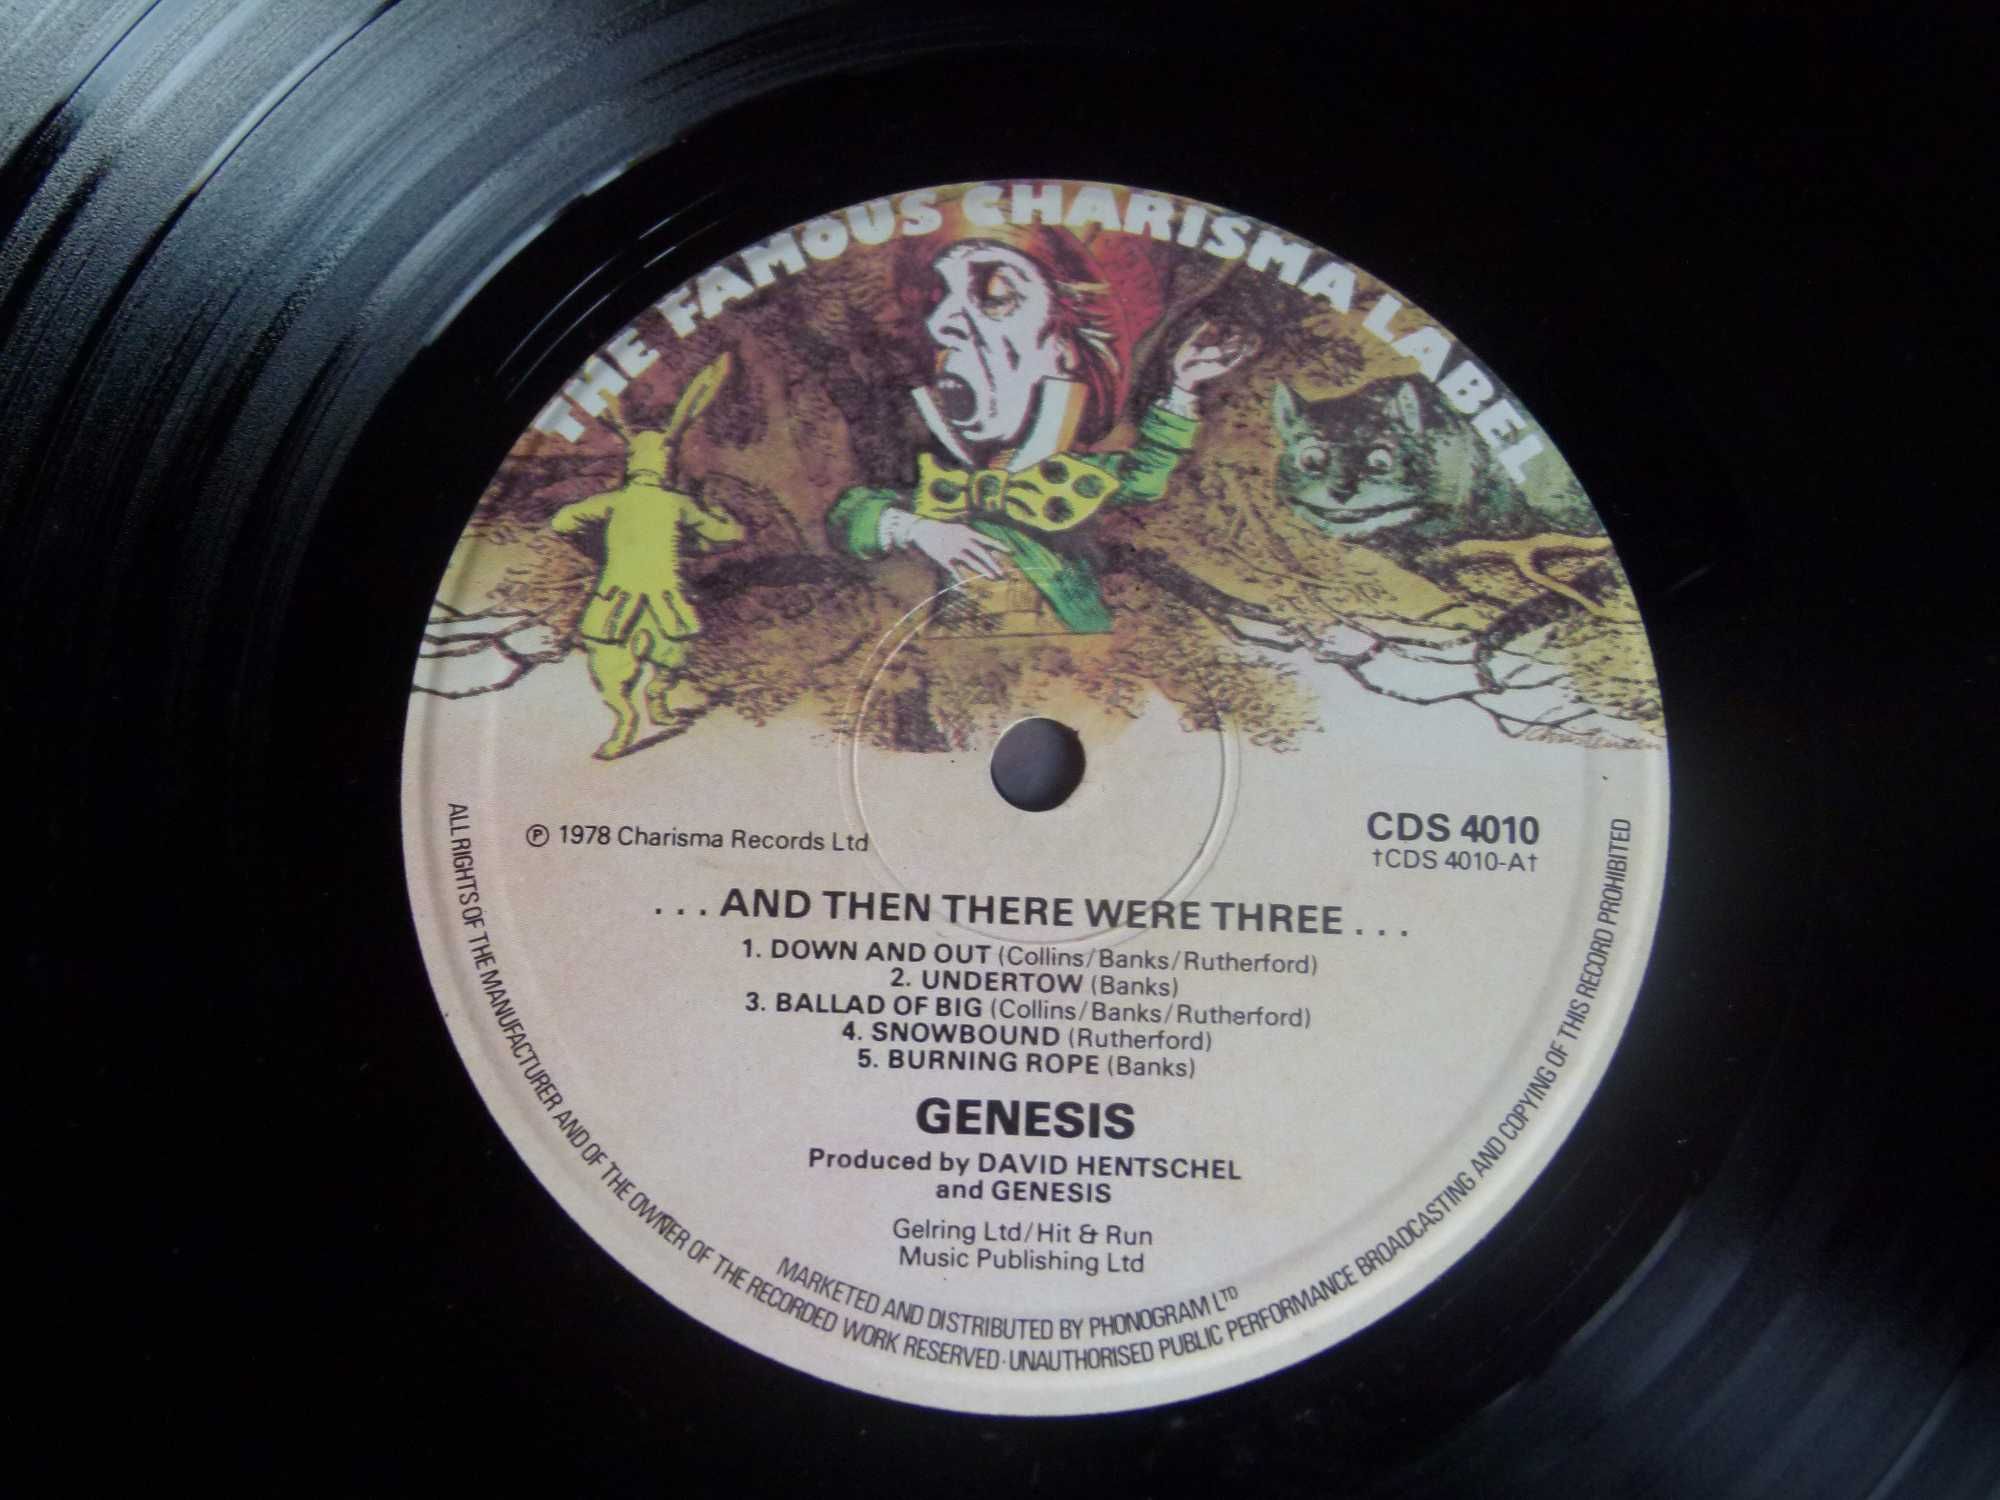 THE FAMOUS CHARISMA LABEL
℗ 1978 Charisma Records Ltd
CDS 4010
†CDS 4010-A†
. . . AND THEN THERE WERE THREE . . .
1. DOWN AND OUT (Collins/Banks/Rutherford)
2. UNDERTOW (Banks)
3. BALLAD OF BIG (Collins/Banks/Rutherford)
4. SNOWBOUND (Rutherford)
5. BURNING ROPE (Banks)
GENESIS
Produced by DAVID HENTSCHEL
and GENESIS
Gelring Ltd/Hit & Run
Music Publishing Ltd
MARKETED AND DISTRIBUTED BY PHONOGRAM LTD
ALL RIGHTS OF THE MANUFACTURER AND OF THE OWNER OF THE RECORDED WORK RESERVED · UNAUTHORISED PUBLIC PERFORMANCE BROADCASTING AND COPYING OF THIS RECORD PROHIBITED